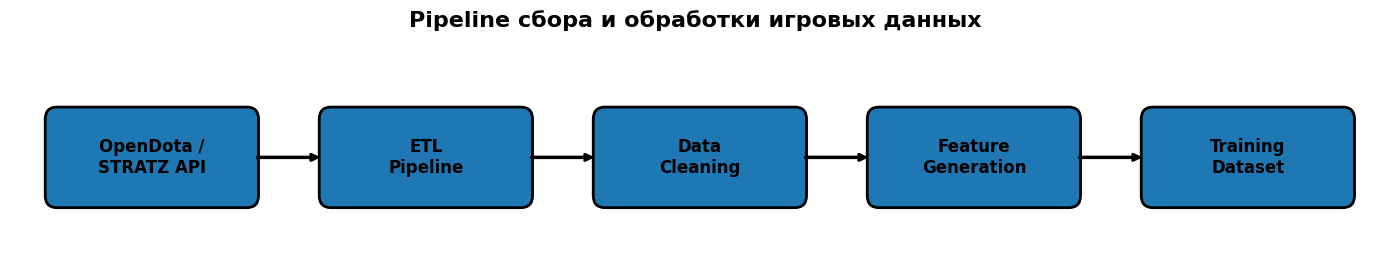 Pipeline сбора и обработки игровых данных
OpenDota /
STRATZ API
ETL
Pipeline
Data
Cleaning
Feature
Generation
Training
Dataset